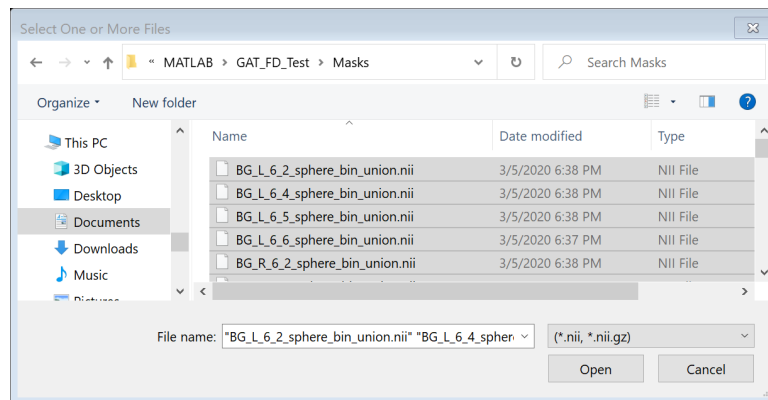 Select One or More Files
« MATLAB > GAT_FD_Test > Masks
Search Masks
Organize
New folder
?
Name
Date modified
Type
This PC
3D Objects
Desktop
Documents
Downloads
Music
Pictures
BG_L_6_2_sphere_bin_union.nii 3/5/2020 6:38 PM NII File
BG_L_6_4_sphere_bin_union.nii 3/5/2020 6:38 PM NII File
BG_L_6_5_sphere_bin_union.nii 3/5/2020 6:38 PM NII File
BG_L_6_6_sphere_bin_union.nii 3/5/2020 6:37 PM NII File
BG_R_6_2_sphere_bin_union.nii 3/5/2020 6:38 PM NII File
File name: "BG_L_6_2_sphere_bin_union.nii" "BG_L_6_4_spher
(*.nii, *.nii.gz)
Open
Cancel